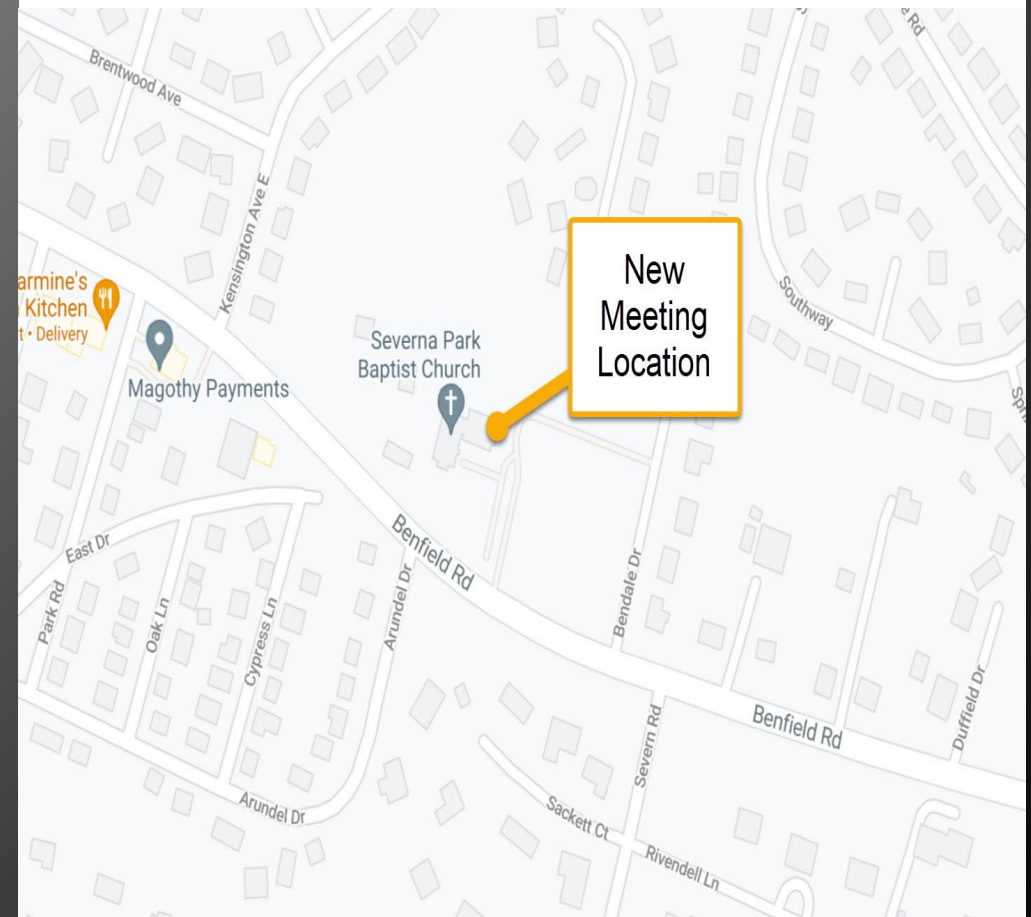 Rd
Brentwood Ave
Kensington Ave E
armine's
Kitchen
t • Delivery
Magothy Payments
Severna Park
Baptist Church
New
Meeting
Location
Southway
East Dr
Park Rd
Oak Ln
Cypress Ln
Arundel Dr
Benfield Rd
Bendale Dr
Arundel Dr
Severn Rd
Benfield Rd
Duffield Dr
Sackett Ct
Rivendell Ln